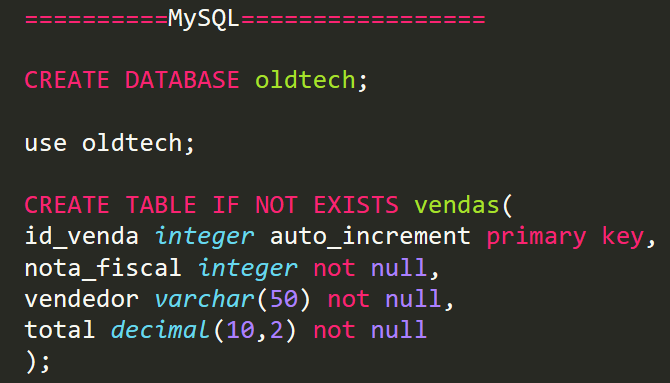 ==========MySQL=================
CREATE DATABASE oldtech;
use oldtech;
CREATE TABLE IF NOT EXISTS vendas(
id_venda integer auto_increment primary key,
nota_fiscal integer not null,
vendedor varchar(50) not null,
total decimal(10,2) not null
);